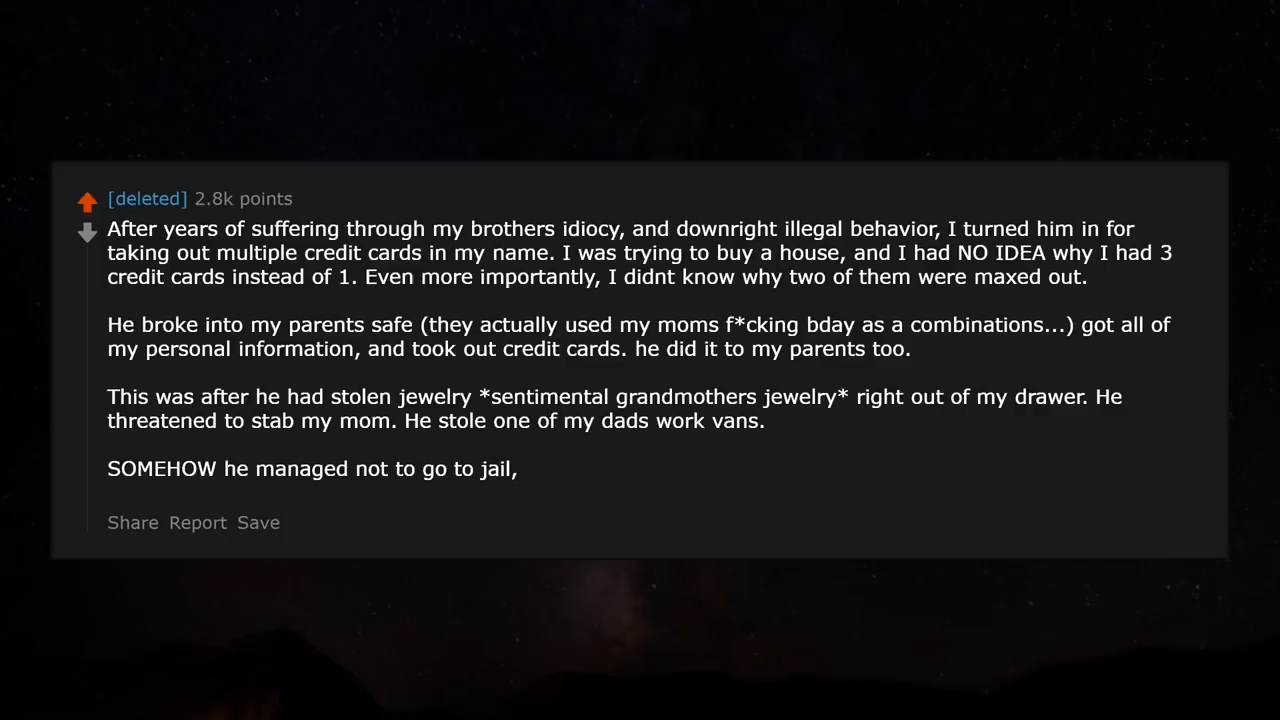 [deleted] 2.8k points
After years of suffering through my brothers idiocy, and downright illegal behavior, I turned him in for
taking out multiple credit cards in my name. I was trying to buy a house, and I had NO IDEA why I had 3
credit cards instead of 1. Even more importantly, I didnt know why two of them were maxed out.
He broke into my parents safe (they actually used my moms f*cking bday as a combinations...) got all of
my personal information, and took out credit cards. he did it to my parents too.
This was after he had stolen jewelry *sentimental grandmothers jewelry* right out of my drawer. He
threatened to stab my mom. He stole one of my dads work vans.
SOMEHOW he managed not to go to jail,
Share Report Save